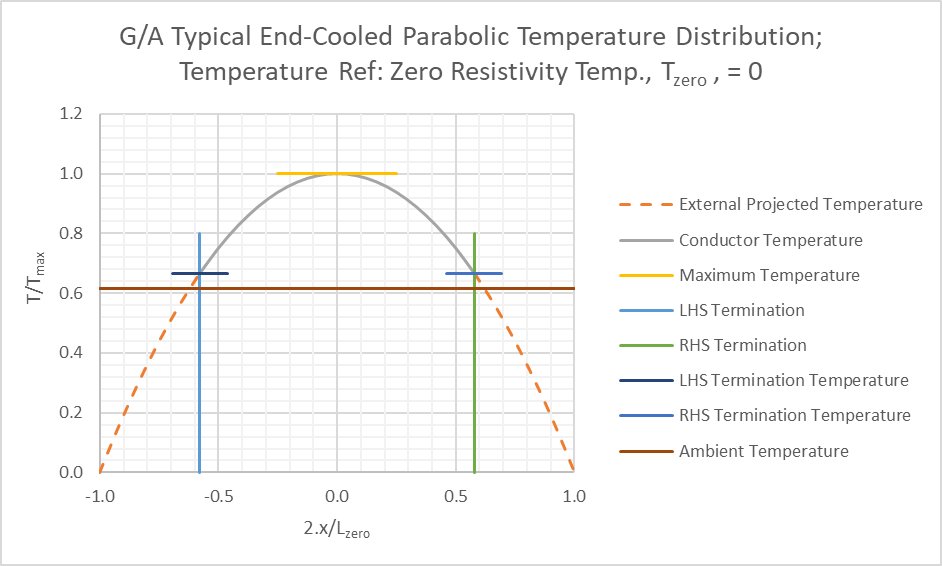 G/A Typical End-Cooled Parabolic Temperature Distribution;
Temperature Ref: Zero Resistivity Temp., Tzero , = 0
1.2
1.0
0.8
0.6
0.4
0.2
0.0
T/Tmax
-1.0 -0.5 0.0 0.5 1.0
2.x/Lzero
External Projected Temperature
Conductor Temperature
Maximum Temperature
LHS Termination
RHS Termination
LHS Termination Temperature
RHS Termination Temperature
Ambient Temperature